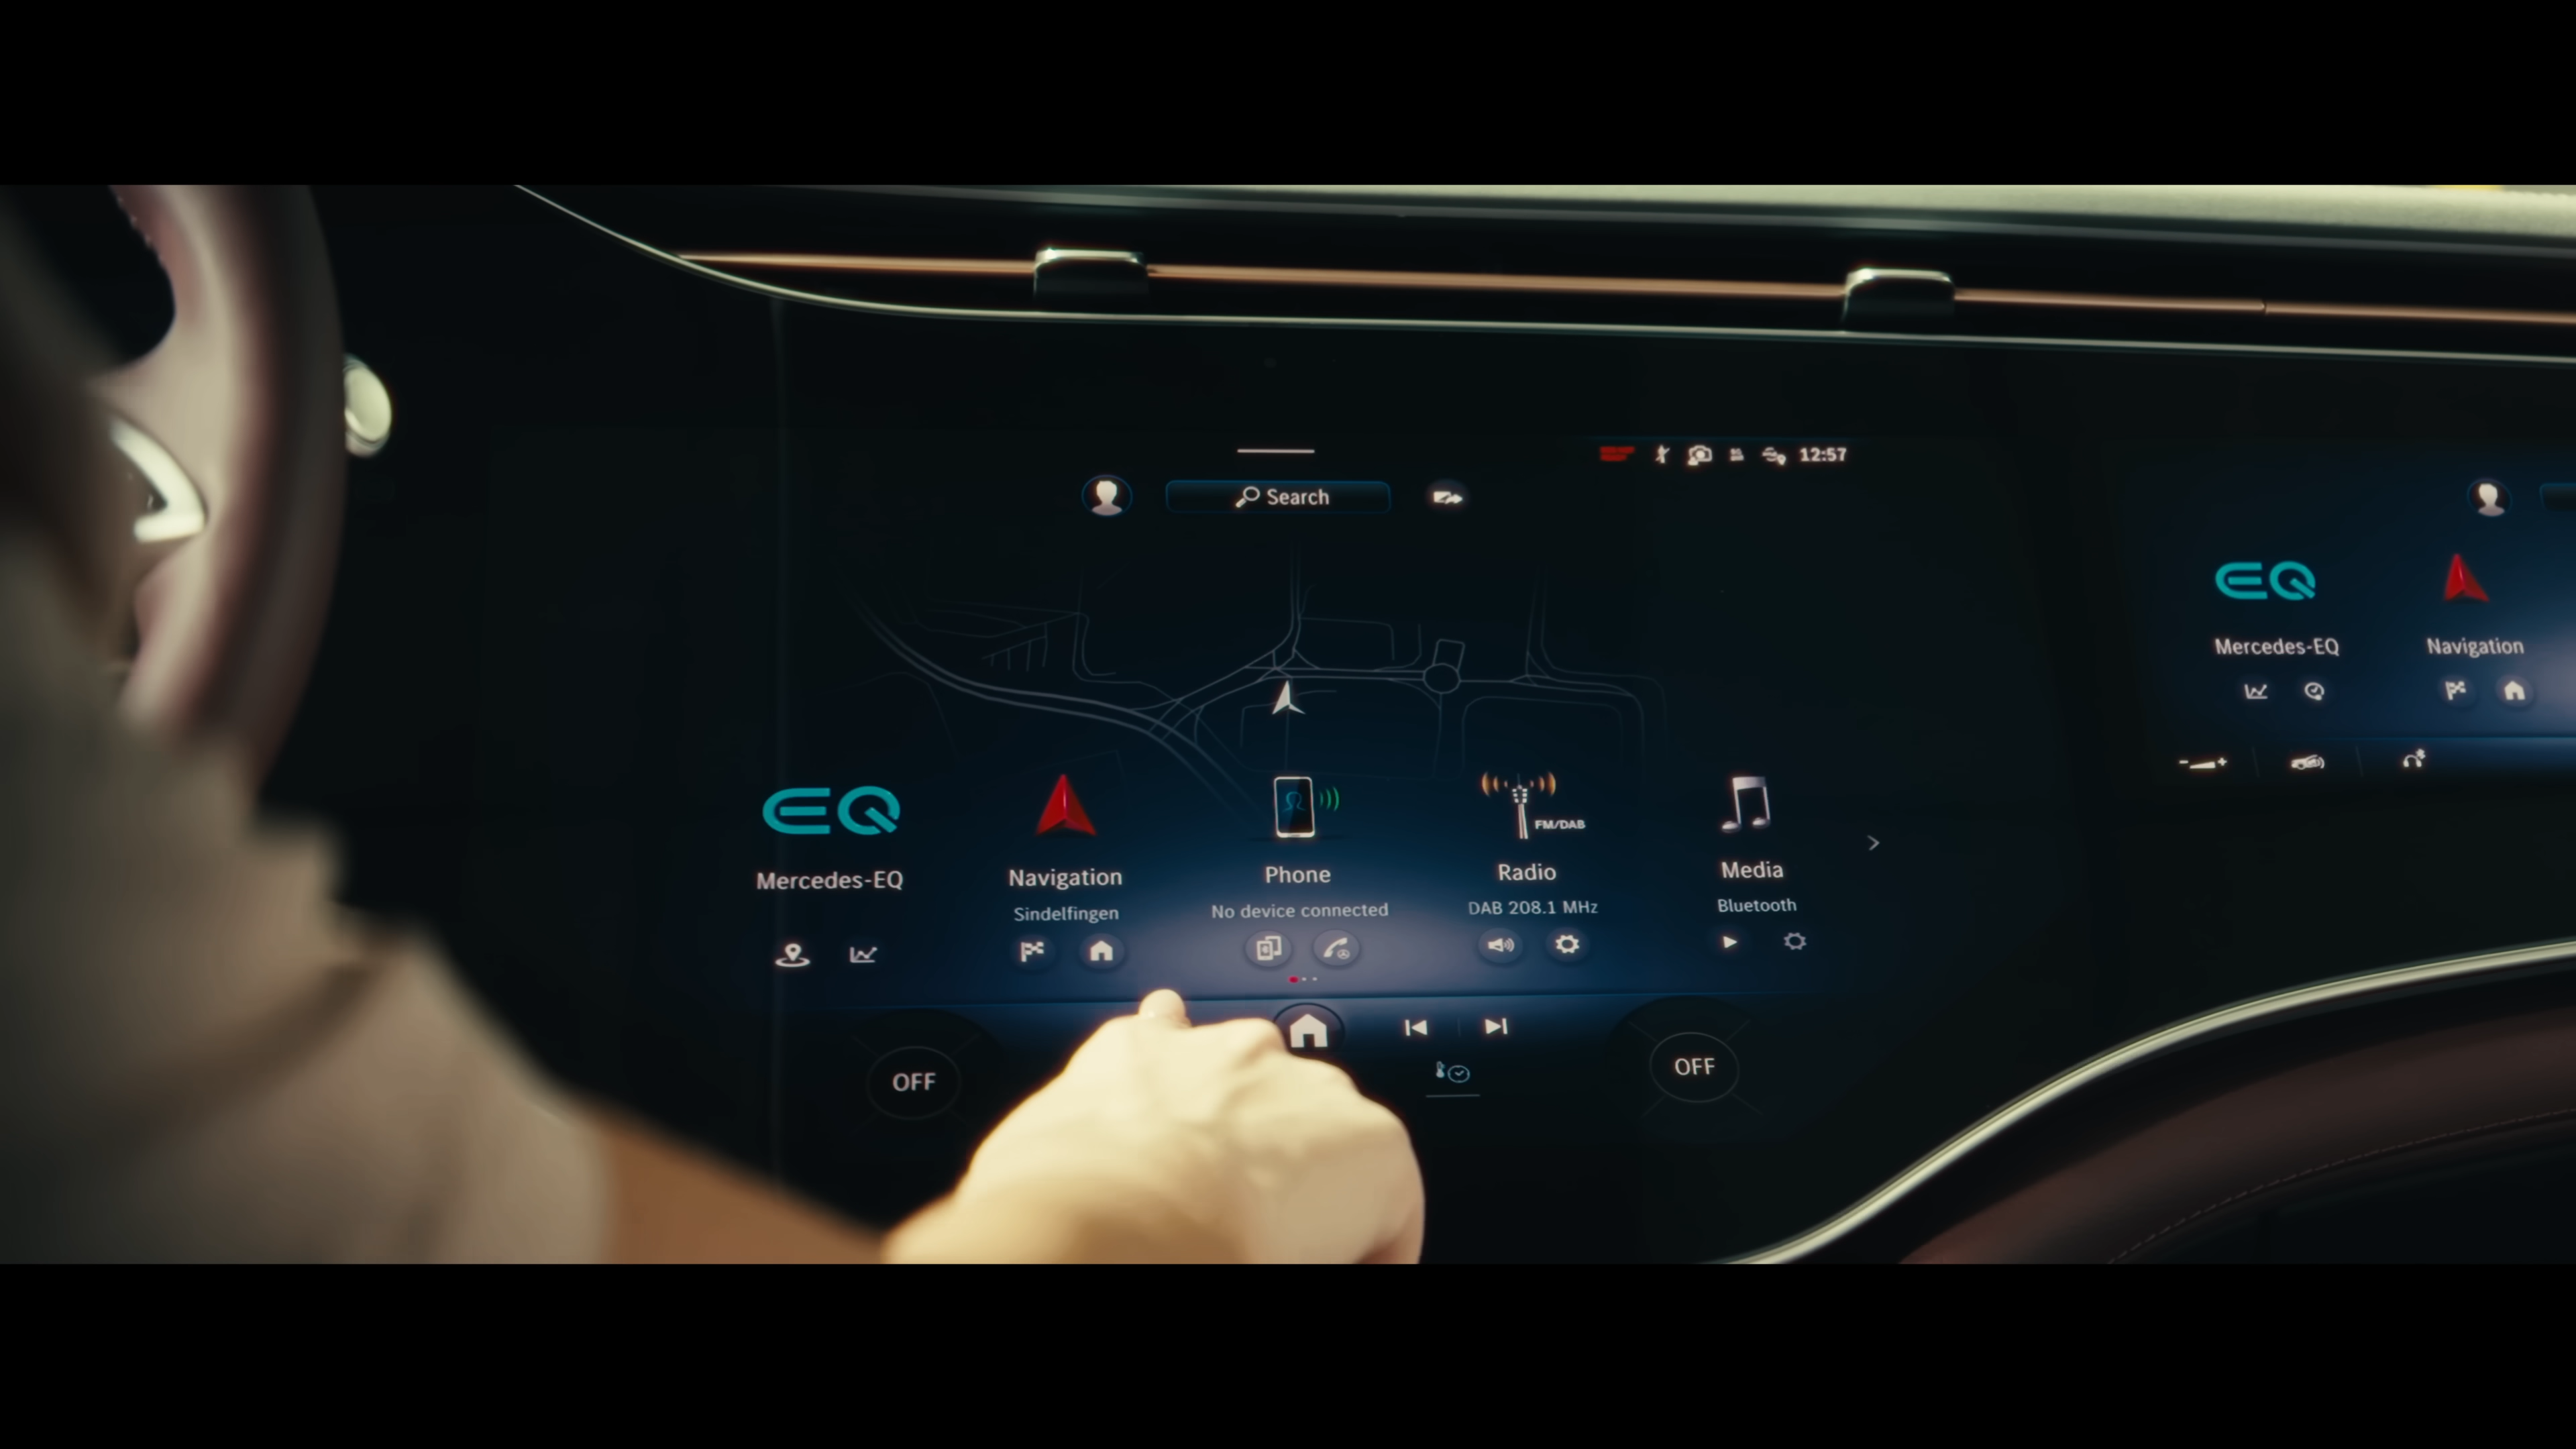 12:57
Search
EQ
Mercedes-EQ
Navigation
Sindelfingen
Phone
No device connected
FM/DAB
Radio
DAB 208.1 MHz
Media
Bluetooth
OFF
OFF
EQ
Mercedes-EQ
Navigation